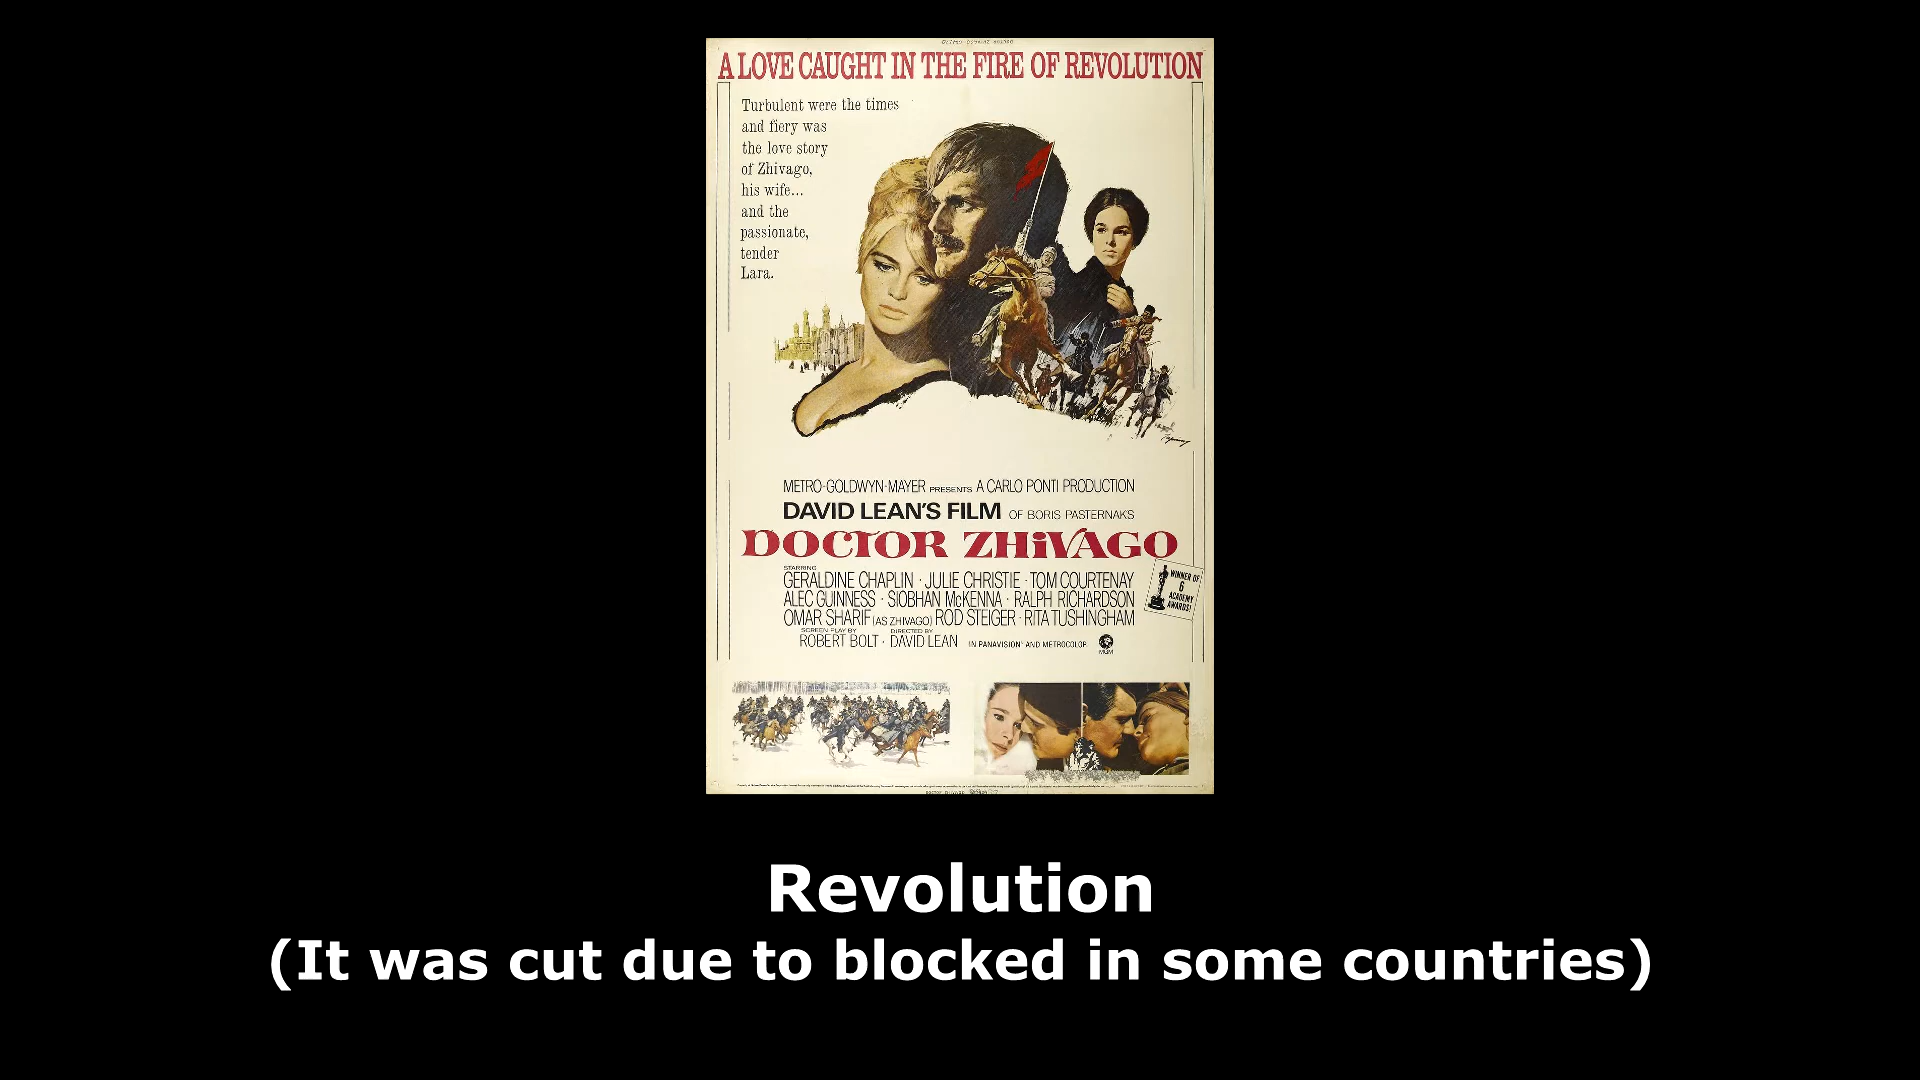 A LOVE CAUGHT IN THE FIRE OF REVOLUTION
Turbulent were the times
and fiery was
the love story
of Zhivago,
his wife...
and the
passionate,
tender
Lara.
METRO-GOLDWYN-MAYER PRESENTS A CARLO PONTI PRODUCTION
DAVID LEAN'S FILM OF BORIS PASTERNAK'S
DOCTOR ZHiVAGO
STARRING
GERALDINE CHAPLIN · JULIE CHRISTIE · TOM COURTENAY
ALEC GUINNESS · SIOBHAN McKENNA · RALPH RICHARDSON
OMAR SHARIF (AS ZHIVAGO) ROD STEIGER · RITA TUSHINGHAM
SCREEN PLAY BY DIRECTED BY
ROBERT BOLT · DAVID LEAN IN PANAVISION® AND METROCOLOR
MGM
WINNER OF
6
ACADEMY
AWARDS!
Revolution
(It was cut due to blocked in some countries)